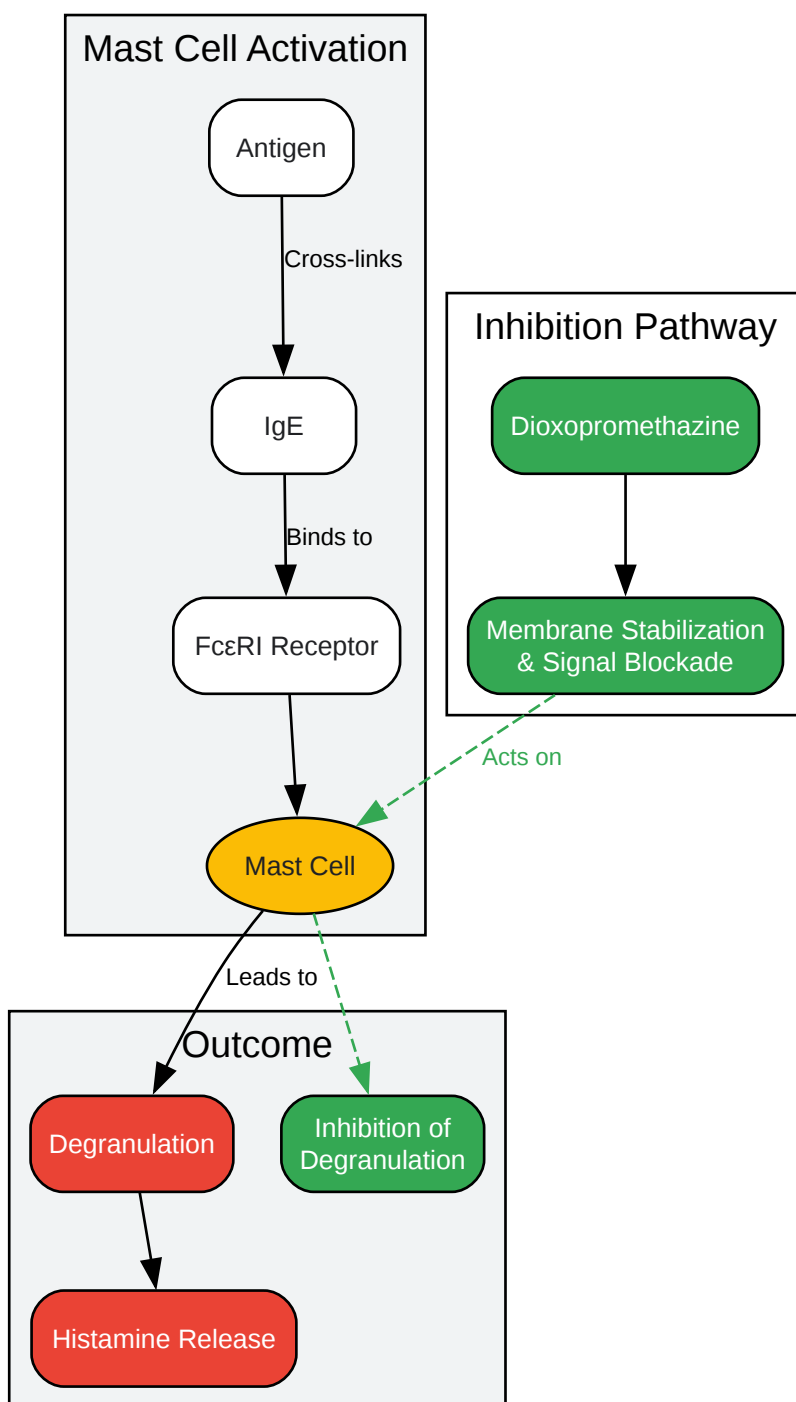 Mast Cell Activation
Antigen
Cross-links
Inhibition Pathway
IgE
Dioxopromethazine
Binds to
FcεRI Receptor
Membrane Stabilization
& Signal Blockade
Acts on
Mast Cell
Leads to
Outcome
Degranulation
Inhibition of
Degranulation
Histamine Release